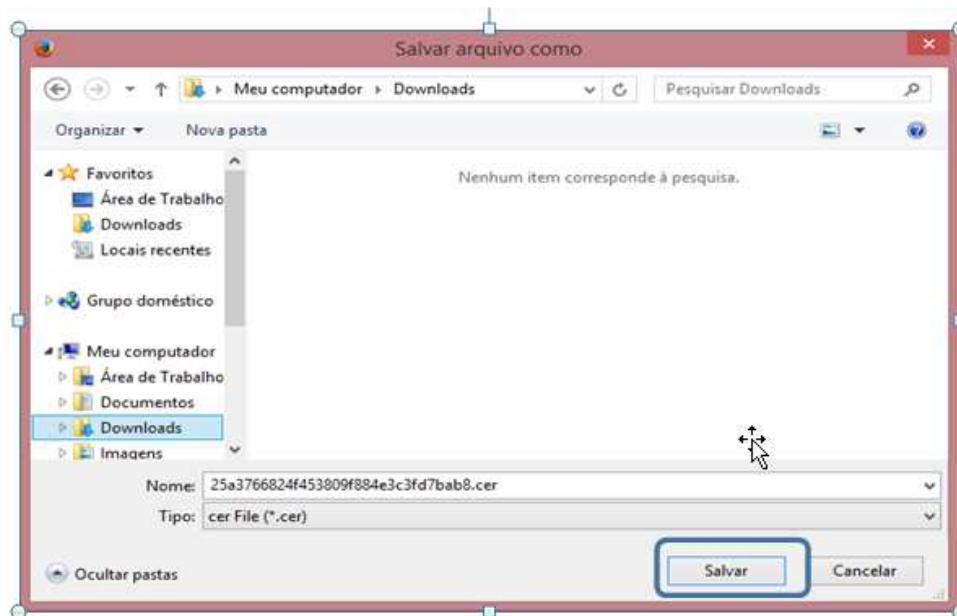 Salvar arquivo como
Meu computador Downloads
Pesquisar Downloads
Organizar Nova pasta
Favoritos
Área de Trabalho
Downloads
Locais recentes
Grupo doméstico
Meu computador
Área de Trabalho
Documentos
Downloads
Imagens
Nenhum item corresponde à pesquisa.
Nome: 25a3766824f453809f884e3c3fd7bab8.cer
Tipo: cer File (*.cer)
Ocultar pastas
Salvar
Cancelar